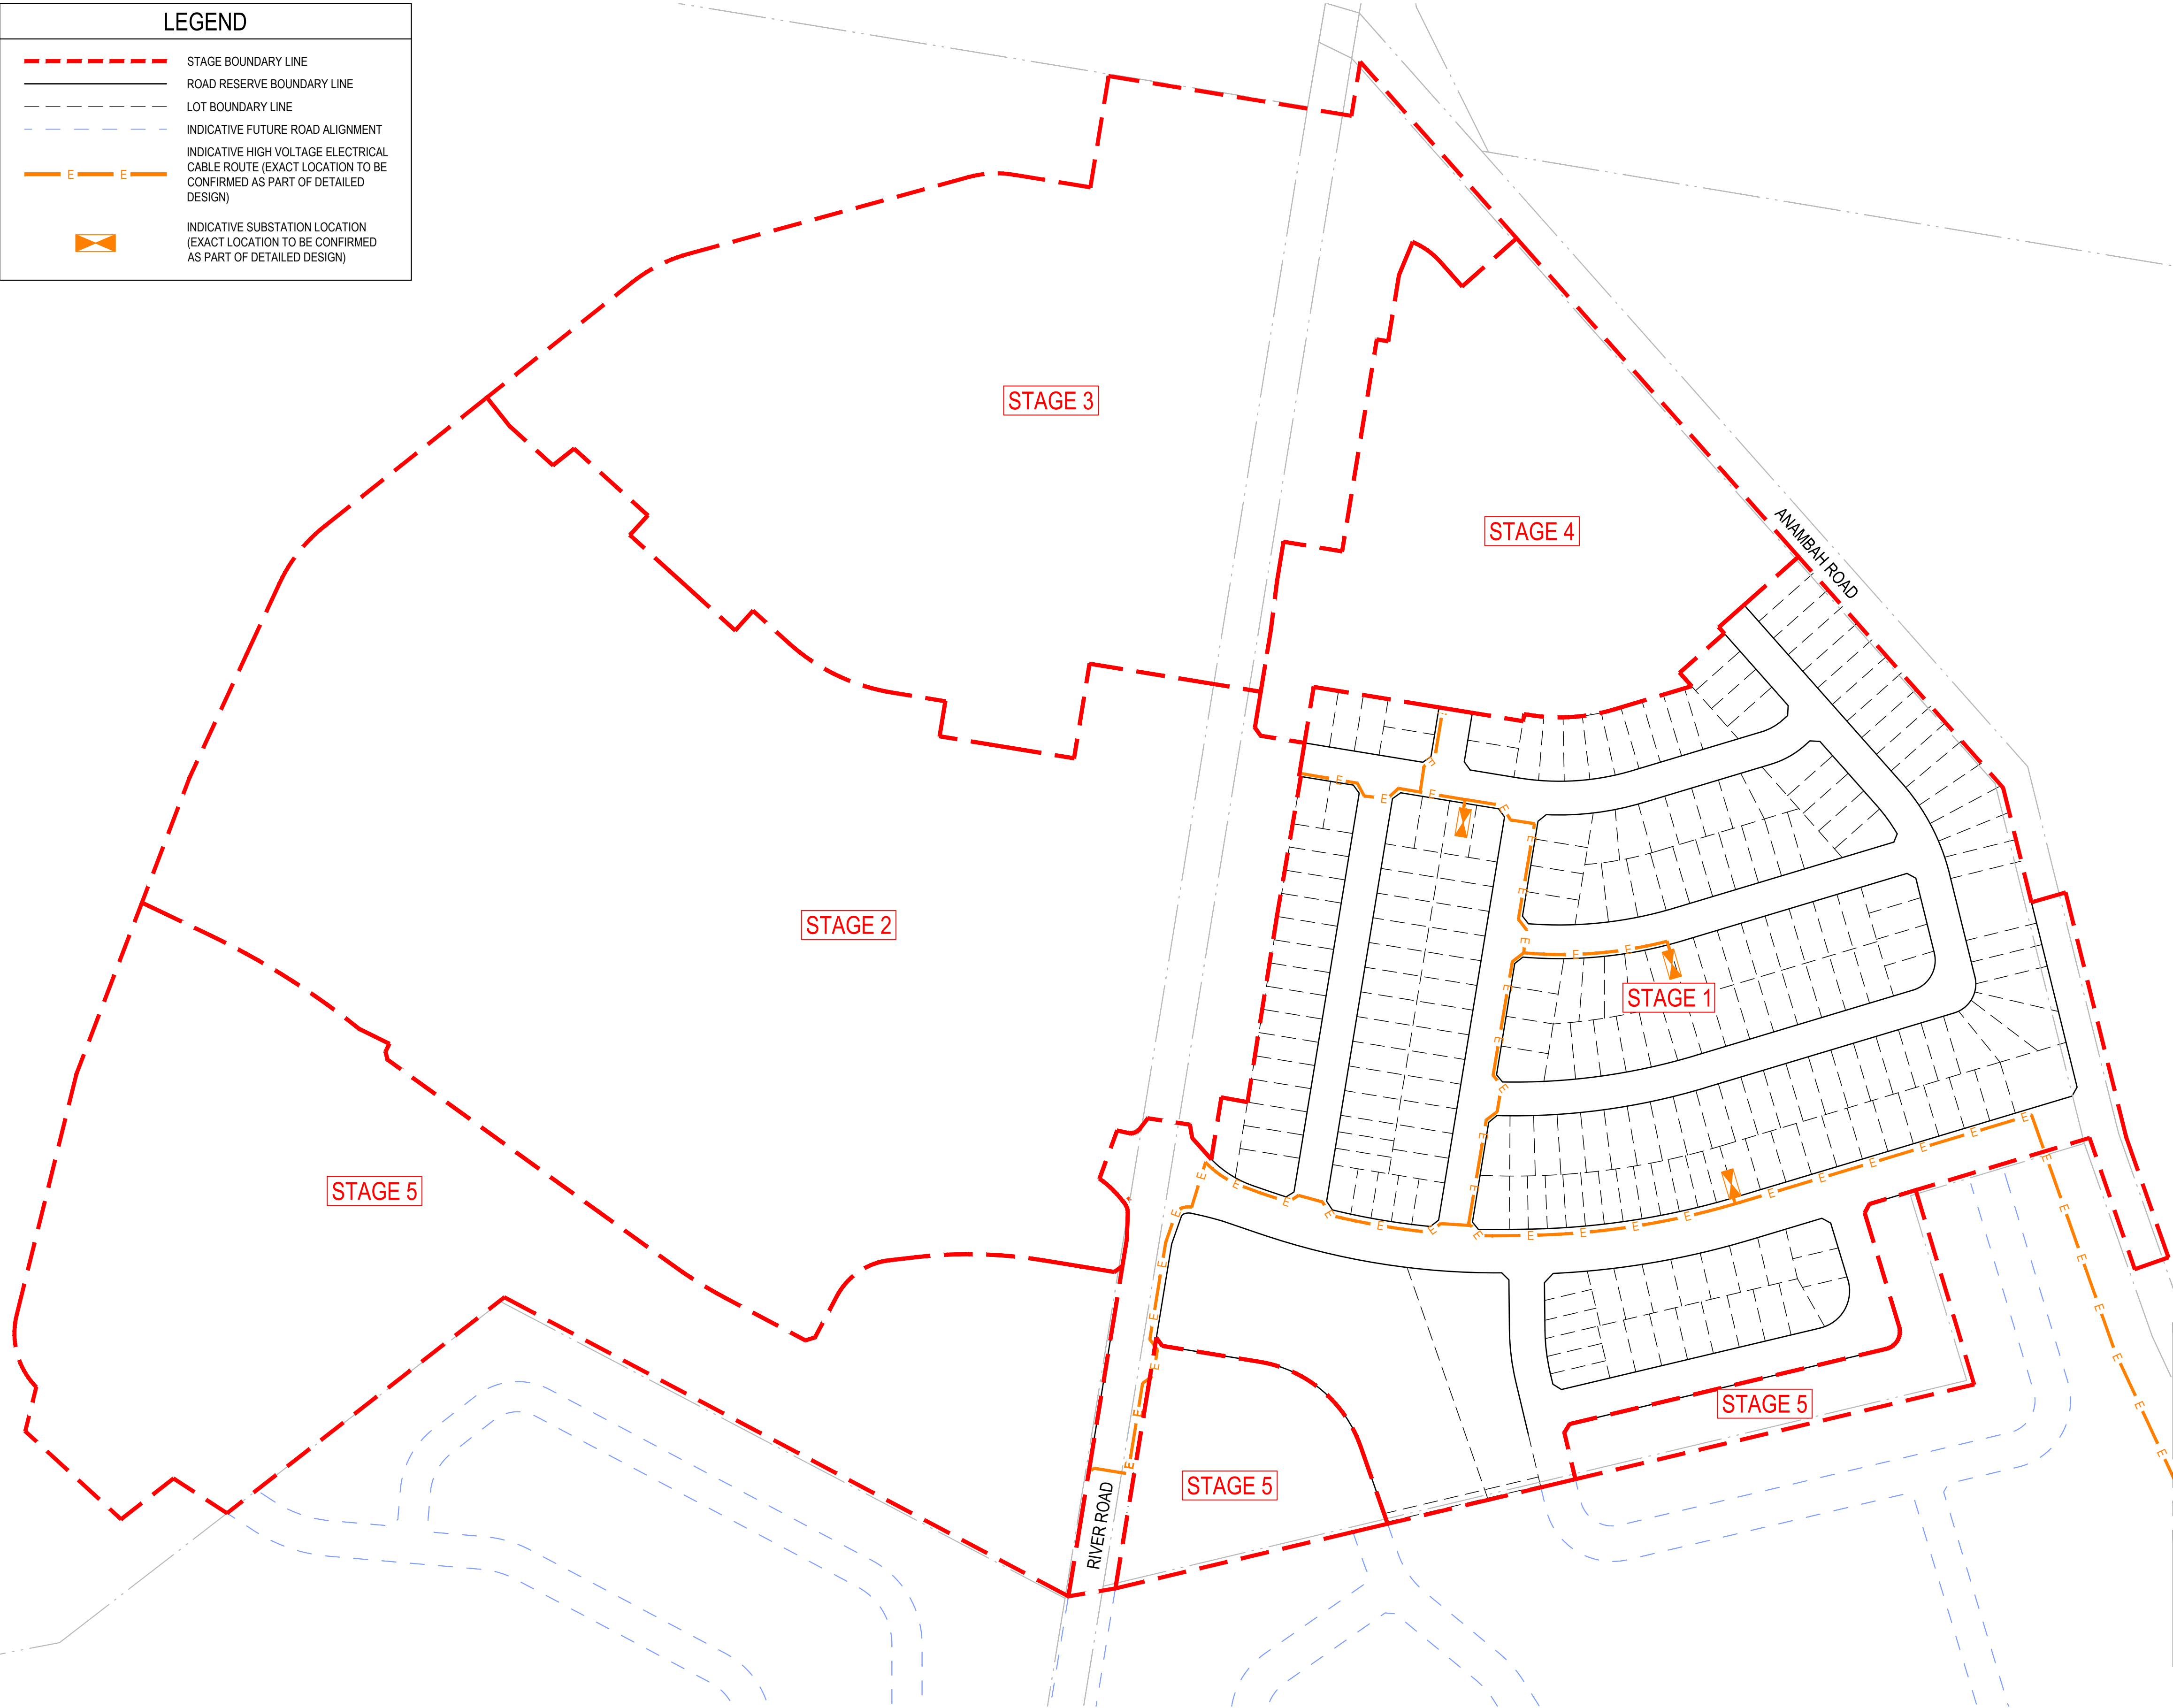 LEGEND
STAGE BOUNDARY LINE
ROAD RESERVE BOUNDARY LINE
LOT BOUNDARY LINE
INDICATIVE FUTURE ROAD ALIGNMENT
INDICATIVE HIGH VOLTAGE ELECTRICAL
CABLE ROUTE (EXACT LOCATION TO BE
CONFIRMED AS PART OF DETAILED
DESIGN)
E E
INDICATIVE SUBSTATION LOCATION
(EXACT LOCATION TO BE CONFIRMED
AS PART OF DETAILED DESIGN)
STAGE 3
STAGE 4
ANAMBAH ROAD
STAGE 2
STAGE 1
STAGE 5
STAGE 5
STAGE 5
RIVER ROAD